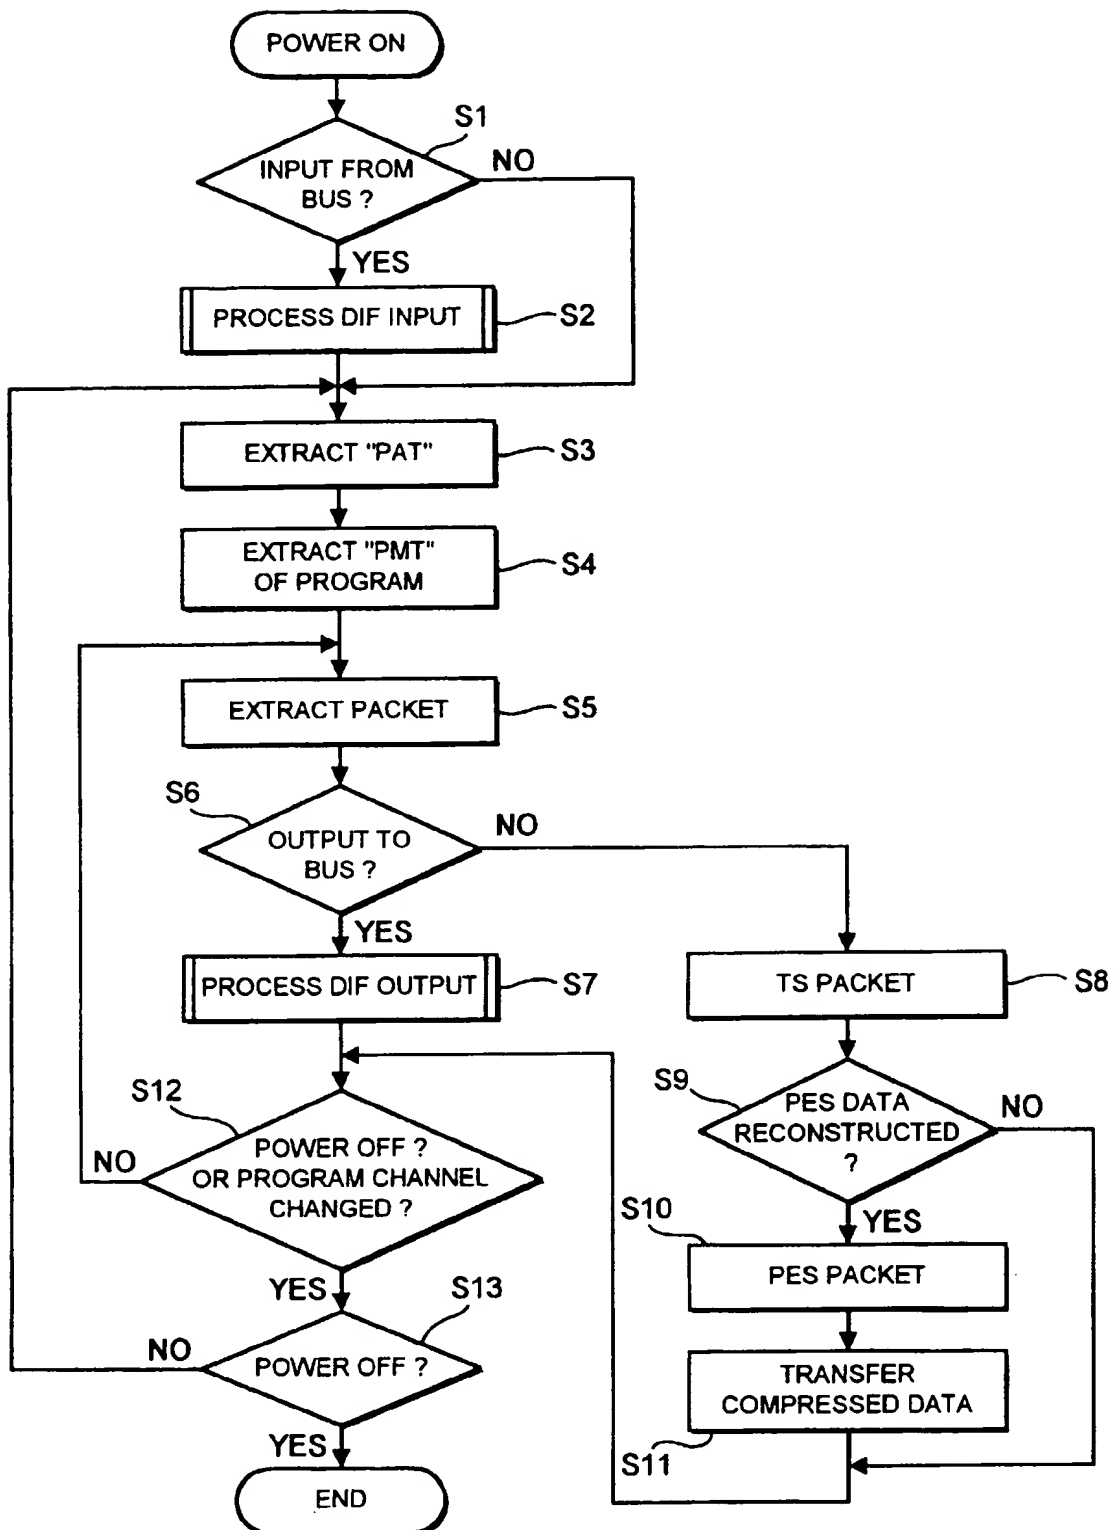 POWER ON
S1
INPUT FROM
BUS ?
NO
YES
PROCESS DIF INPUT
S2
EXTRACT "PAT"
S3
EXTRACT "PMT"
OF PROGRAM
S4
EXTRACT PACKET
S5
S6
OUTPUT TO
BUS ?
NO
YES
PROCESS DIF OUTPUT
S7
TS PACKET
S8
S9
PES DATA
RECONSTRUCTED
?
NO
YES
S10
PES PACKET
TRANSFER
COMPRESSED DATA
S11
S12
POWER OFF ?
OR PROGRAM CHANNEL
CHANGED ?
NO
YES
S13
POWER OFF ?
NO
YES
END